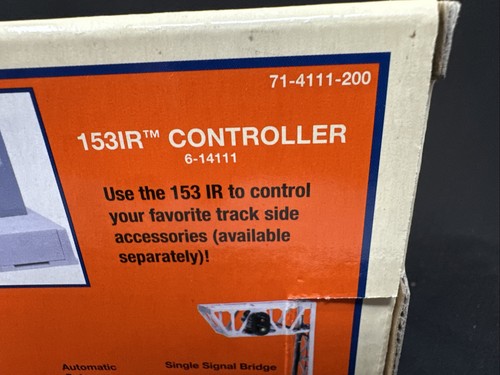 71-4111-200
153IR™ CONTROLLER
6-14111
Use the 153 IR to control
your favorite track side
accessories (available
separately)!
Automatic Single Signal Bridge